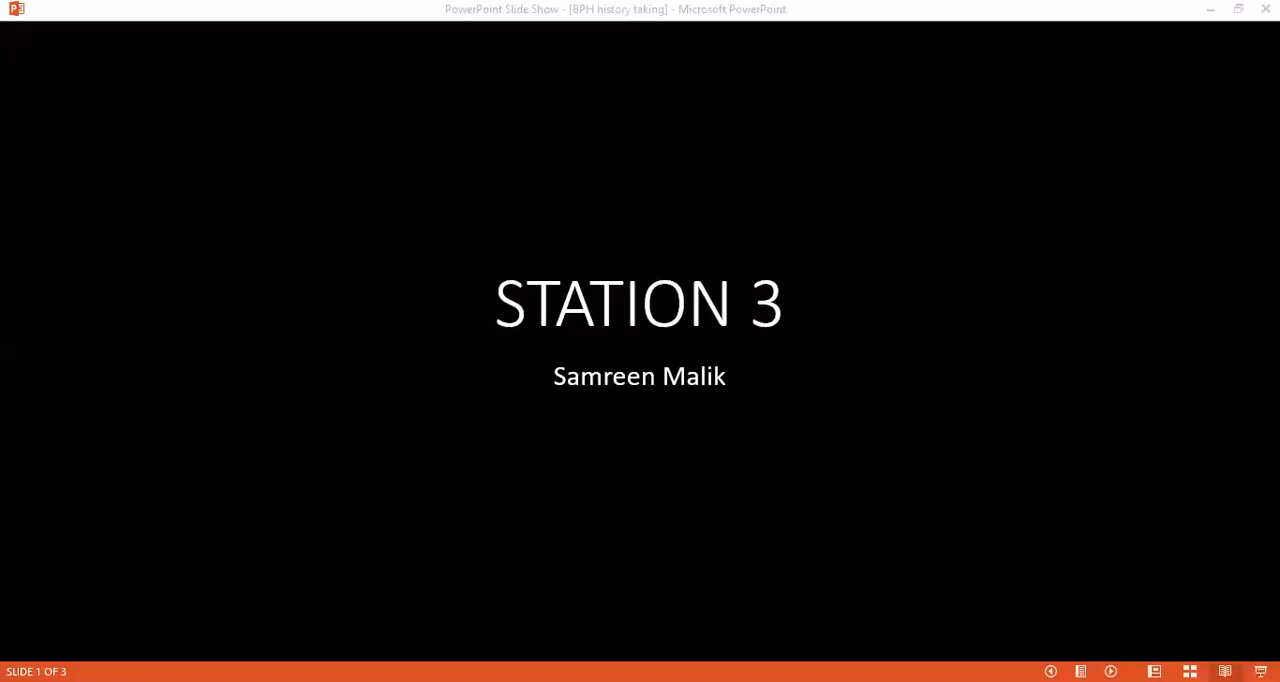 PowerPoint Slide Show - [BPH history taking] - Microsoft PowerPoint
STATION 3
Samreen Malik
SLIDE 1 OF 3